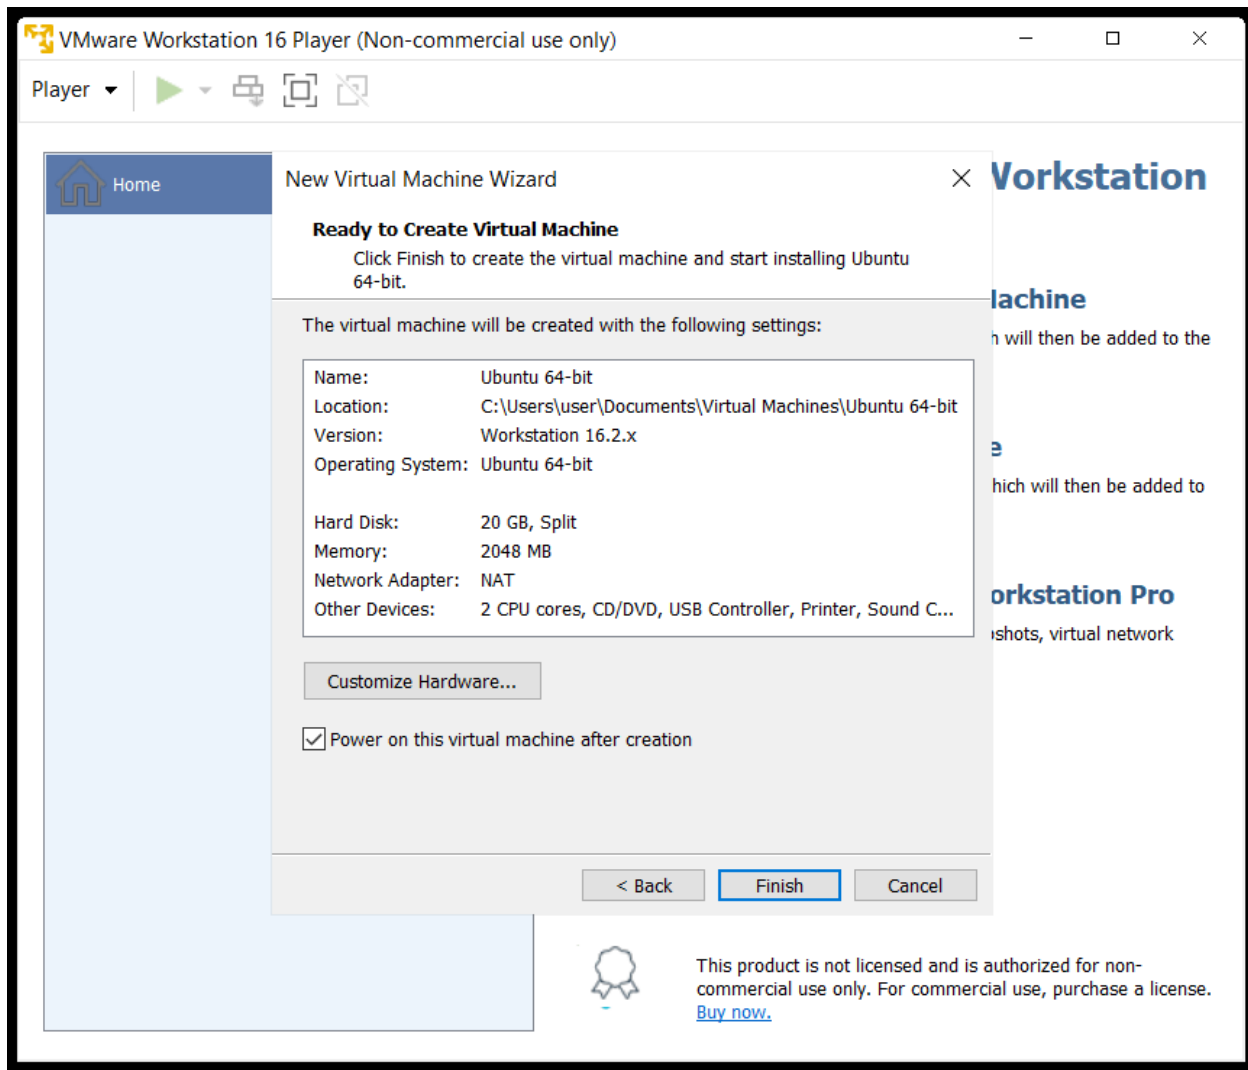 VMware Workstation 16 Player (Non-commercial use only)
Player
Home
New Virtual Machine Wizard
Ready to Create Virtual Machine
Click Finish to create the virtual machine and start installing Ubuntu
64-bit.
The virtual machine will be created with the following settings:
Name: Ubuntu 64-bit
Location: C:\Users\user\Documents\Virtual Machines\Ubuntu 64-bit
Version: Workstation 16.2.x
Operating System: Ubuntu 64-bit
Hard Disk: 20 GB, Split
Memory: 2048 MB
Network Adapter: NAT
Other Devices: 2 CPU cores, CD/DVD, USB Controller, Printer, Sound C...
Customize Hardware...
Power on this virtual machine after creation
< Back
Finish
Cancel
will then be added to the
will then be added to
Pro
virtual network
This product is not licensed and is authorized for non-
commercial use only. For commercial use, purchase a license.
Buy now.